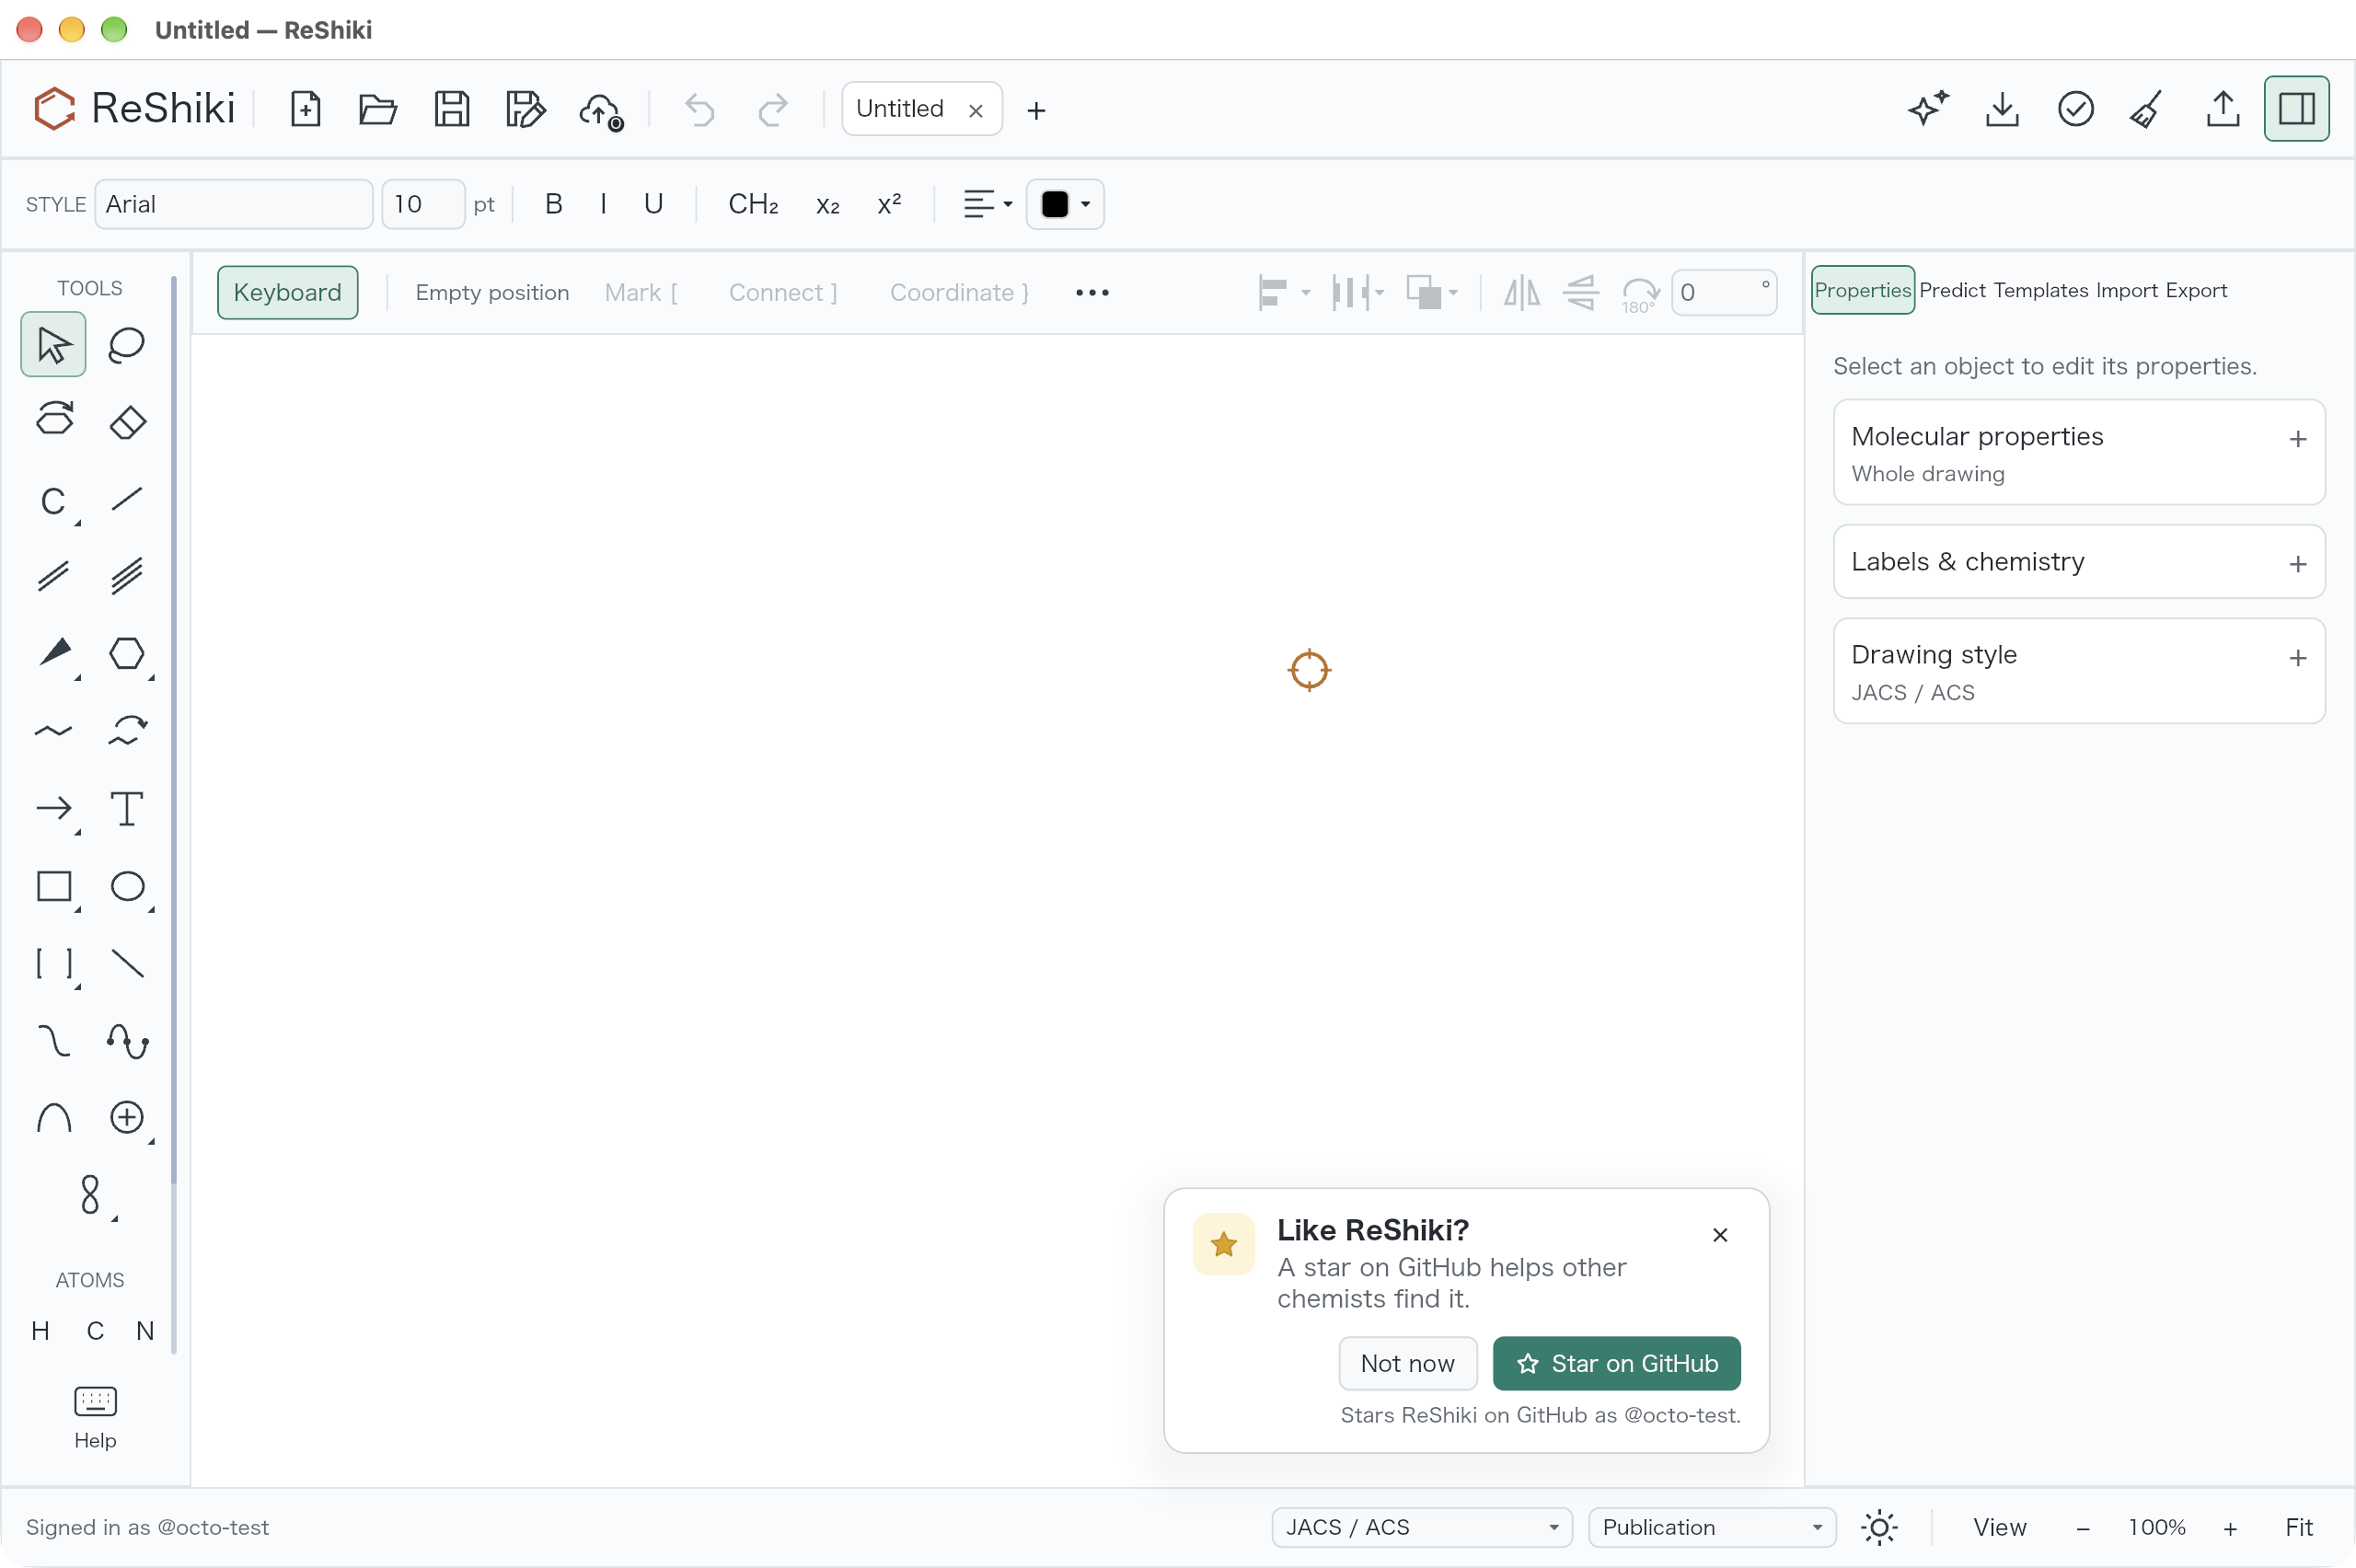 Untitled — ReShiki
ReShiki
Untitled × +
STYLE Arial 10 pt B I U CH₂ x₂ x²
TOOLS
Keyboard Empty position Mark [ Connect ] Coordinate } ••• 180° 0 °
Properties Predict Templates Import Export
Select an object to edit its properties.
Molecular properties +
Whole drawing
Labels & chemistry +
Drawing style +
JACS / ACS
C
T
[ ]
ATOMS
H C N
Help
Like ReShiki? ×
A star on GitHub helps other
chemists find it.
Not now Star on GitHub
Stars ReShiki on GitHub as @octo-test.
Signed in as @octo-test JACS / ACS Publication View − 100% + Fit